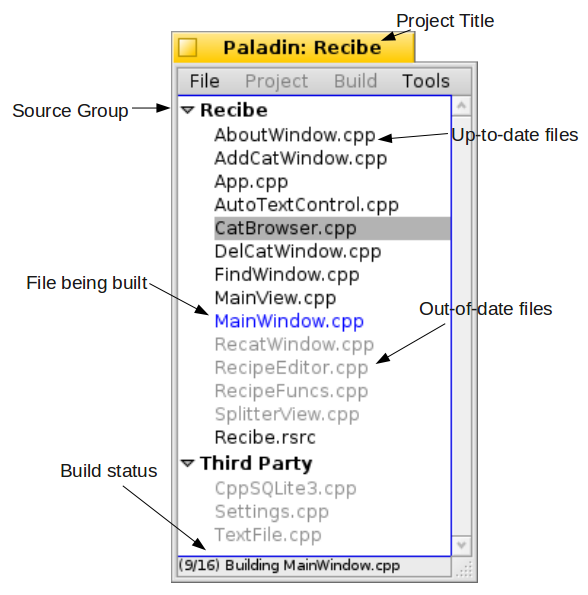 Project Title
Paladin: Recibe
File Project Build Tools
Source Group
Recibe
AboutWindow.cpp
Up-to-date files
AddCatWindow.cpp
App.cpp
AutoTextControl.cpp
CatBrowser.cpp
DelCatWindow.cpp
FindWindow.cpp
File being built
MainView.cpp
Out-of-date files
MainWindow.cpp
RecatWindow.cpp
RecipeEditor.cpp
RecipeFuncs.cpp
SplitterView.cpp
Recibe.rsrc
Third Party
Build status
CppSQLite3.cpp
Settings.cpp
TextFile.cpp
(9/16) Building MainWindow.cpp